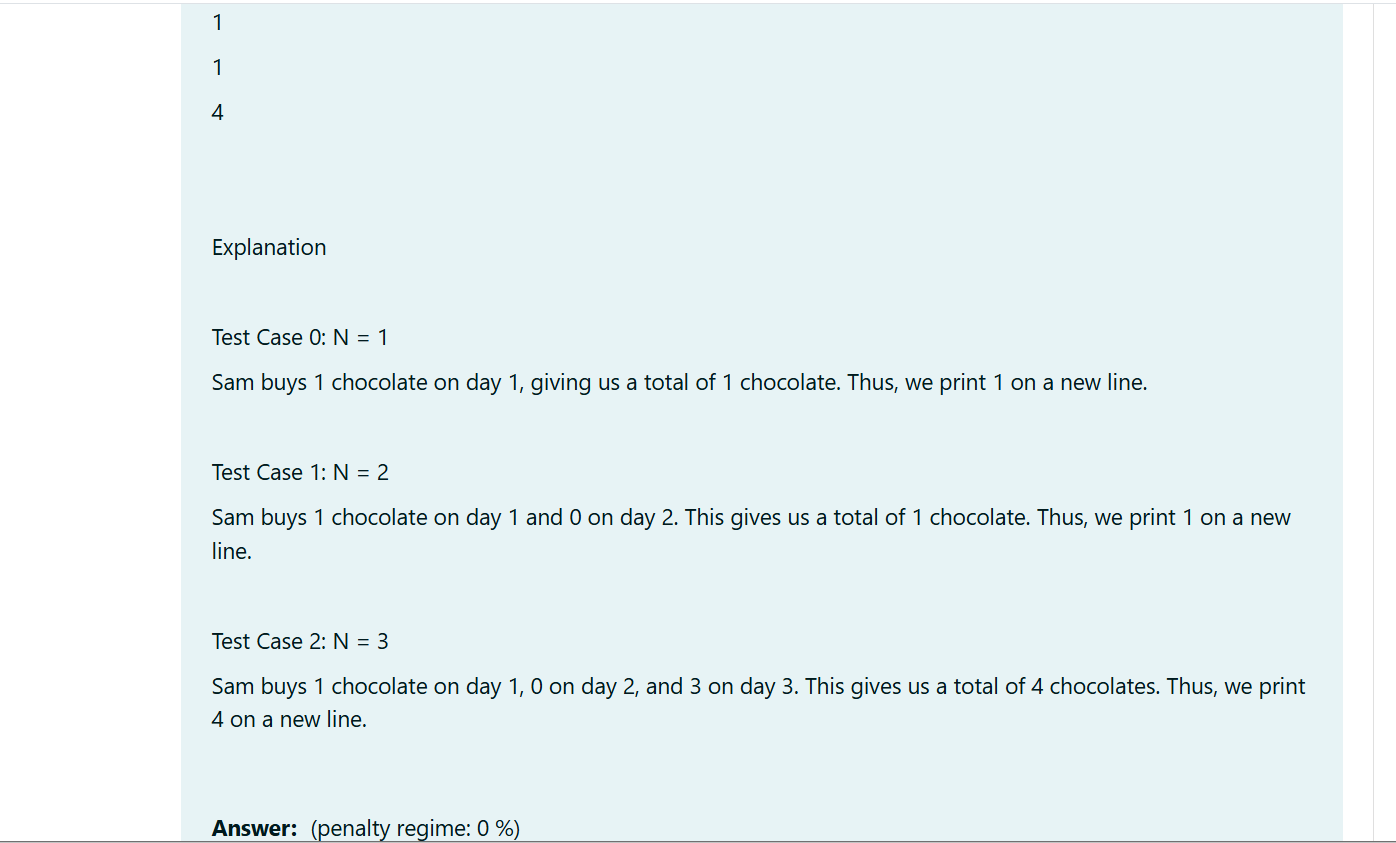 1
1
4
Explanation
Test Case 0: N = 1
Sam buys 1 chocolate on day 1, giving us a total of 1 chocolate. Thus, we print 1 on a new line.
Test Case 1: N = 2
Sam buys 1 chocolate on day 1 and 0 on day 2. This gives us a total of 1 chocolate. Thus, we print 1 on a new
line.
Test Case 2: N = 3
Sam buys 1 chocolate on day 1, 0 on day 2, and 3 on day 3. This gives us a total of 4 chocolates. Thus, we print
4 on a new line.
Answer: (penalty regime: 0 %)